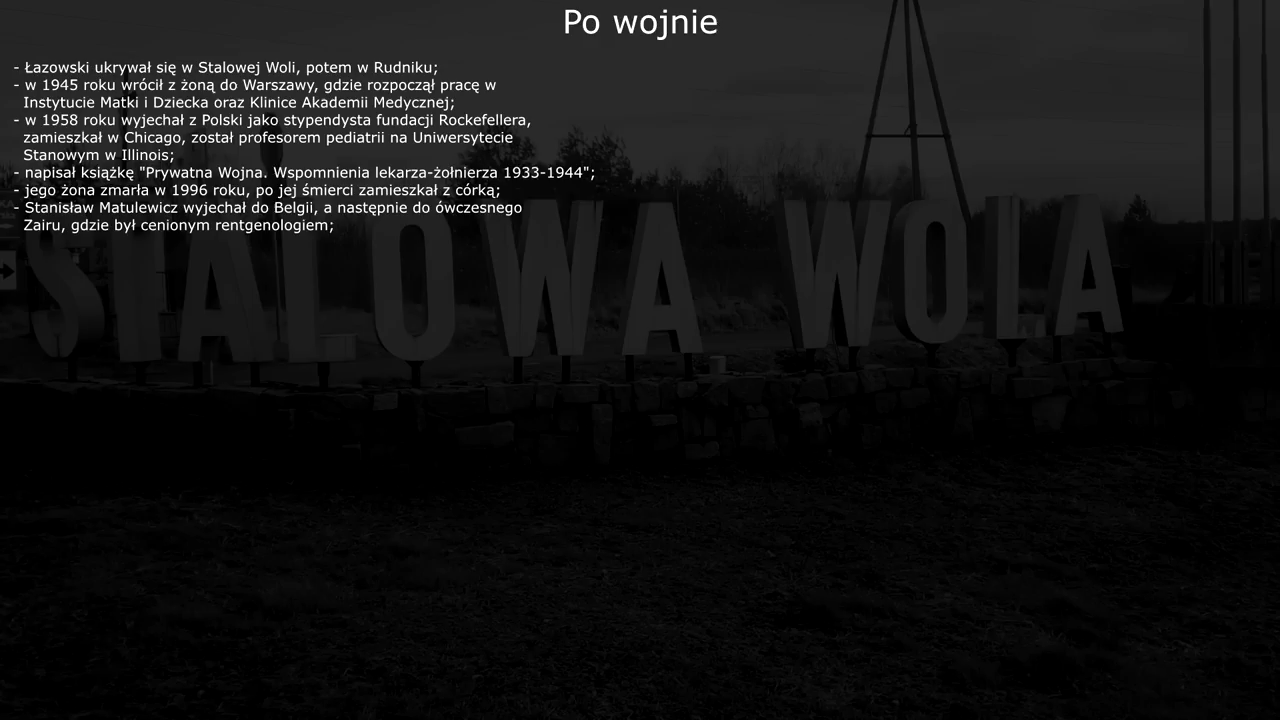 Po wojnie
- Łazowski ukrywał się w Stalowej Woli, potem w Rudniku;
- w 1945 roku wrócił z żoną do Warszawy, gdzie rozpoczął pracę w
Instytucie Matki i Dziecka oraz Klinice Akademii Medycznej;
- w 1958 roku wyjechał z Polski jako stypendysta fundacji Rockefellera,
zamieszkał w Chicago, został profesorem pediatrii na Uniwersytecie
Stanowym w Illinois;
- napisał książkę "Prywatna Wojna. Wspomnienia lekarza-żołnierza 1933-1944";
- jego żona zmarła w 1996 roku, po jej śmierci zamieszkał z córką;
- Stanisław Matulewicz wyjechał do Belgii, a następnie do ówczesnego
Zairu, gdzie był cenionym rentgenologiem;
STALOWA WOLA